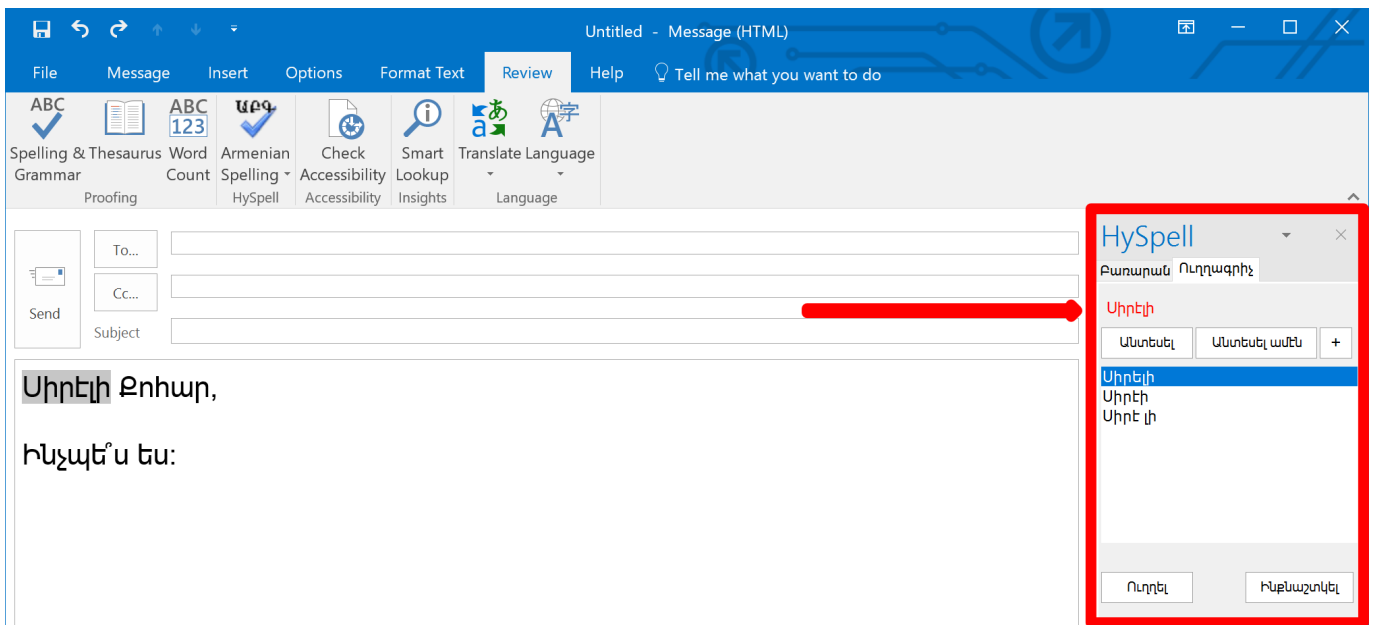 Untitled - Message (HTML)
File Message Insert Options Format Text Review Help Tell me what you want to do
ABC ABC 123 ԱԲԳ
Spelling & Grammar Thesaurus Word Count Armenian Spelling Check Accessibility Smart Lookup Translate Language
Proofing HySpell Accessibility Insights Language
HySpell
Բառարան Ուղղագրիչ
To...
Cc...
Send
Subject
Սիրէլի
Անտեսել Անտեսել ամէն +
Սիրելի
Սիրէի
Սիրէ լի
Սիրէլի Քոհար,
Ինչպե՞ս ես:
Ուղղել Ինքնաշտկել